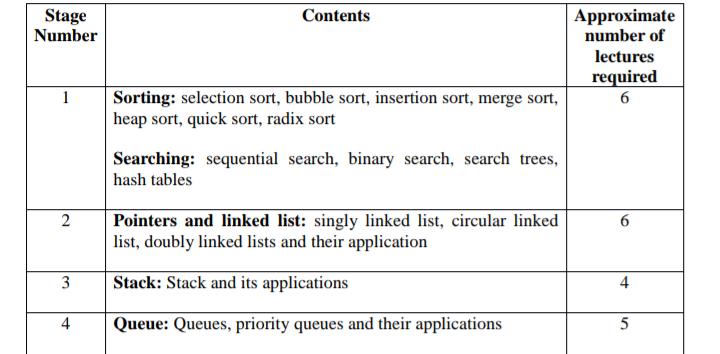 Stage Number Contents Approximate number of lectures required
1 Sorting: selection sort, bubble sort, insertion sort, merge sort, 6
heap sort, quick sort, radix sort
Searching: sequential search, binary search, search trees,
hash tables
2 Pointers and linked list: singly linked list, circular linked 6
list, doubly linked lists and their application
3 Stack: Stack and its applications 4
4 Queue: Queues, priority queues and their applications 5